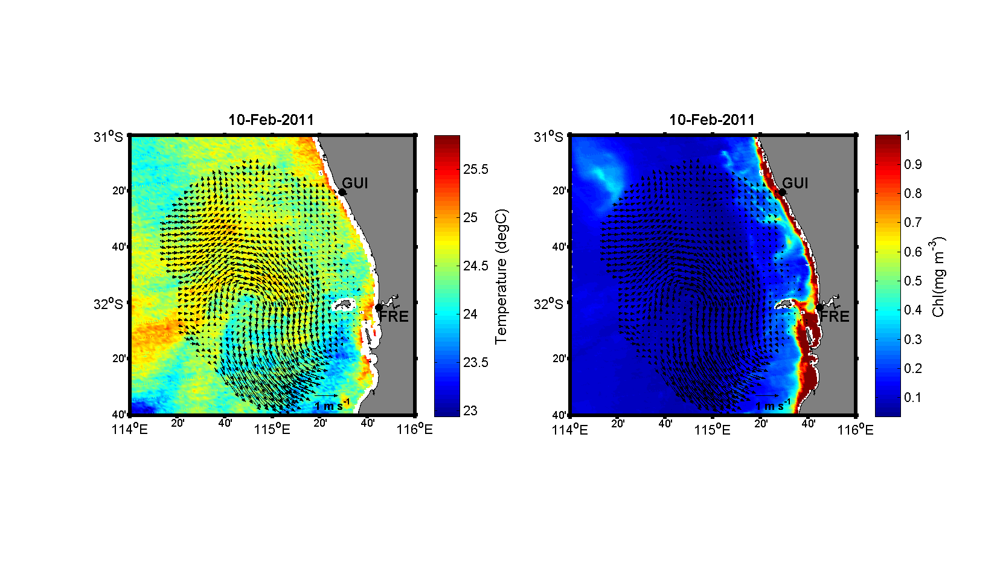 10-Feb-2011
31°S
20'
40'
32°S
20'
40'
114°E
20'
40'
115°E
20'
40'
116°E
GUI
FRE
1 m s-1
25.5
25
24.5
24
23.5
23
Temperature (degC)
10-Feb-2011
31°S
20'
40'
32°S
20'
40'
114°E
20'
40'
115°E
20'
40'
116°E
GUI
FRE
1 m s-1
1
0.9
0.8
0.7
0.6
0.5
0.4
0.3
0.2
0.1
Chl(mg m-3)